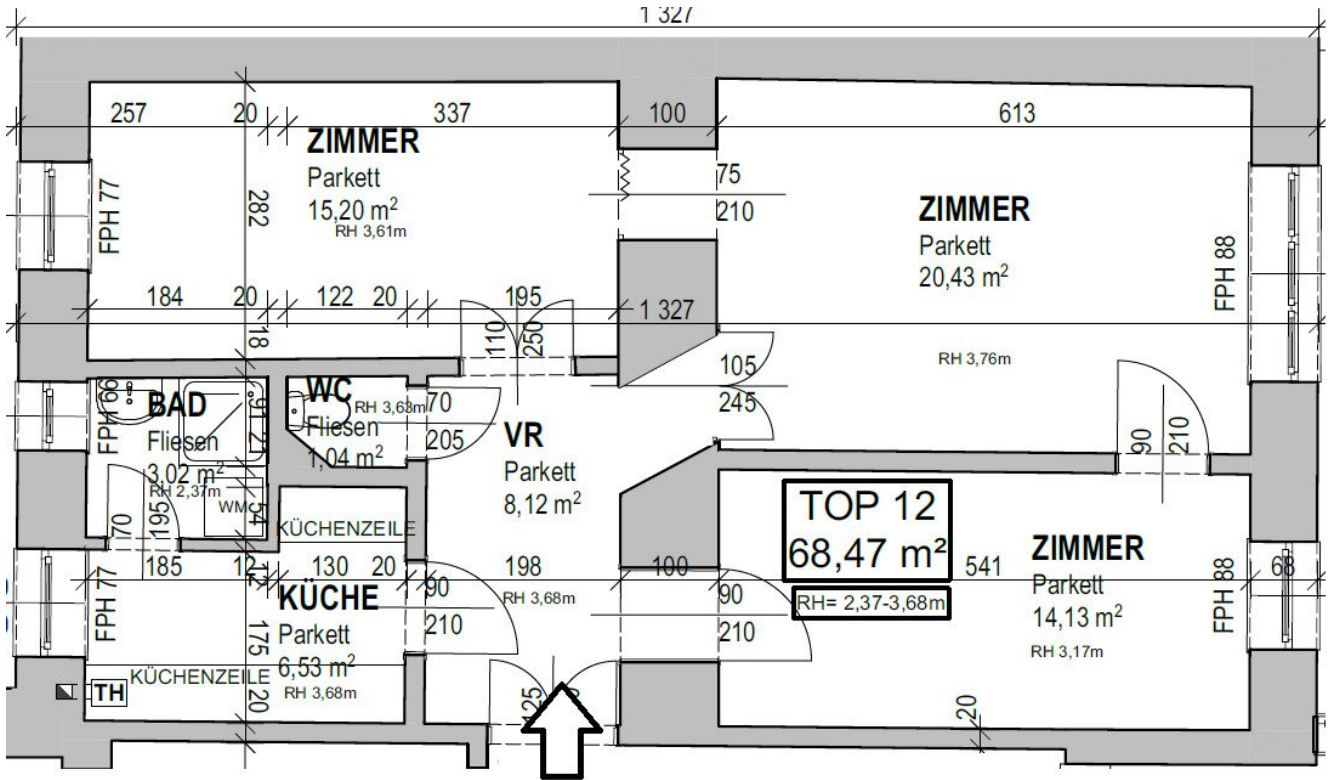 1 327
257 20 337 100 613
ZIMMER
Parkett
15,20 m²
RH 3,61m
FPH 77
282
75
210
ZIMMER
Parkett
20,43 m²
FPH 88
184 20 122 20 195
1 327
18
110
250
RH 3,76m
105
245
FPH 66
BAD
Fliesen
3,02 m²
RH 2,37m
91
21
WC
RH 3,63m
Fliesen
1,04 m²
70
205
VR
Parkett
8,12 m²
90
210
WM
54
70
195
KÜCHENZEILE
TOP 12
68,47 m²
RH= 2,37-3,68m
ZIMMER
Parkett
14,13 m²
RH 3,17m
185 12 130 20 198 100 541 68
12
FPH 77
KÜCHE
Parkett
6,53 m²
RH 3,68m
90
210
RH 3,68m
90
210
FPH 88
175
KÜCHENZEILE
TH
20
125
20